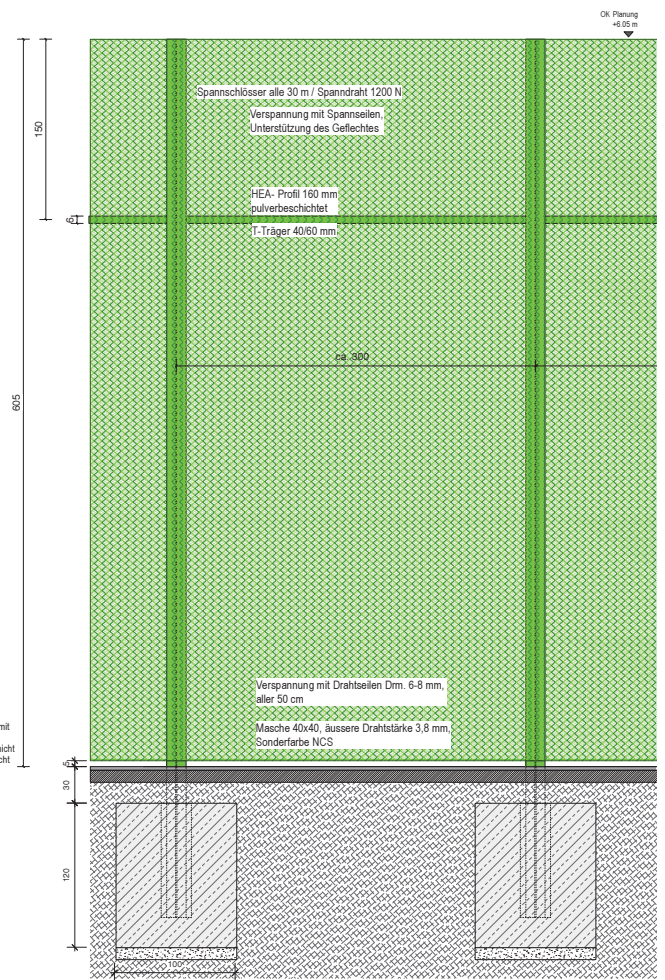 OK Planung
+6.05 m
Spannschlösser alle 30 m / Spanndraht 1200 N
Verspannung mit Spannseilen,
Unterstützung des Geflechtes
150
HEA- Profil 160 mm
pulverbeschichtet
6
T-Träger 40/60 mm
ca. 300
605
Verspannung mit Drahtseilen Drm. 6-8 mm,
aller 50 cm
Masche 40x40, äussere Drahtstärke 3,8 mm,
Sonderfarbe NCS
mit
5
30
120
100